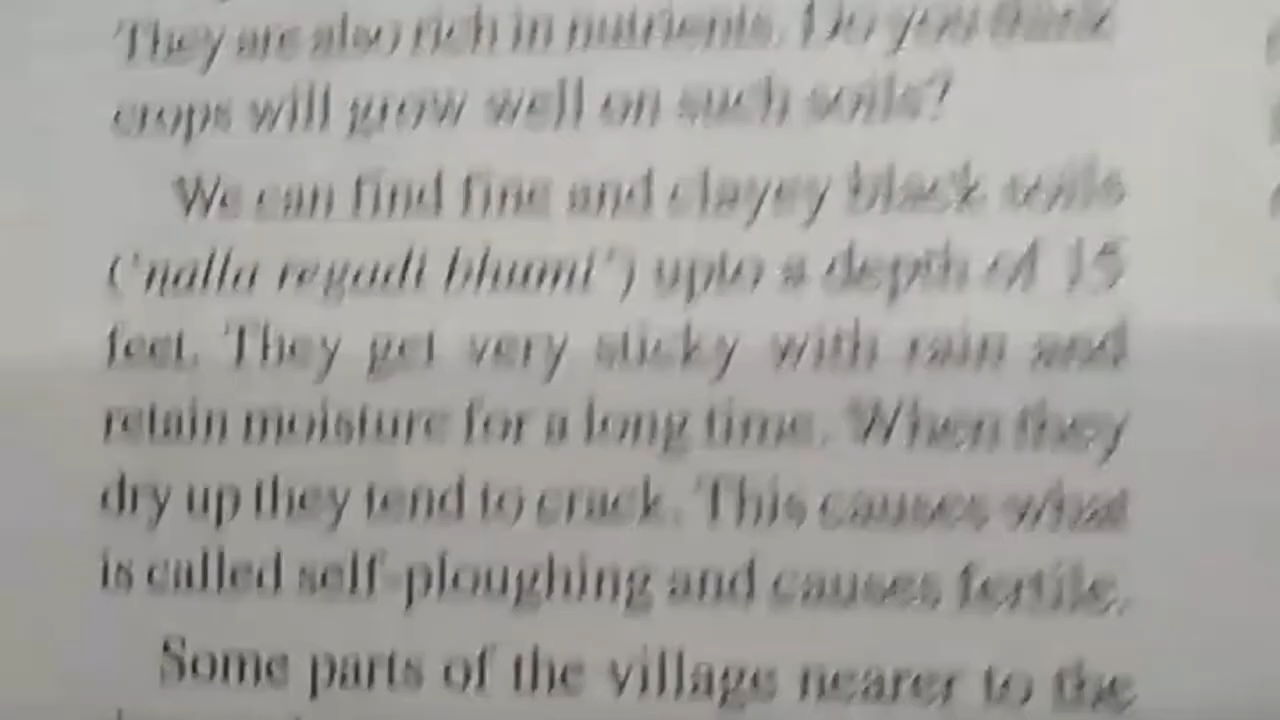 They are also rich in nutrients. Do you think
crops will grow well on such soils?
We can find fine and clayey black soils
('nalla regadi bhumi') upto a depth of 15
feet. They get very sticky with rain and
retain moisture for a long time. When they
dry up they tend to crack. This causes what
is called self-ploughing and causes fertile.
Some parts of the village nearer to the